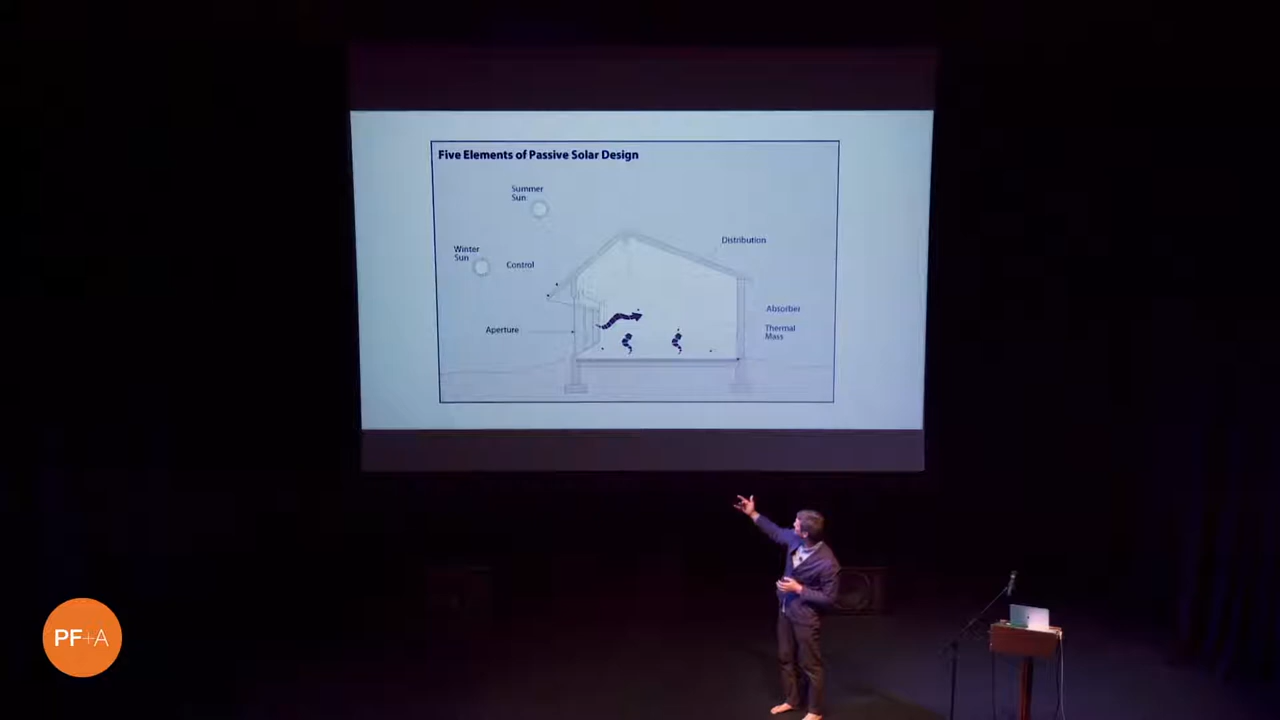 Five Elements of Passive Solar Design
Summer
Sun
Winter
Sun
Control
Distribution
Aperture
Absorber
Thermal
Mass
PF+A